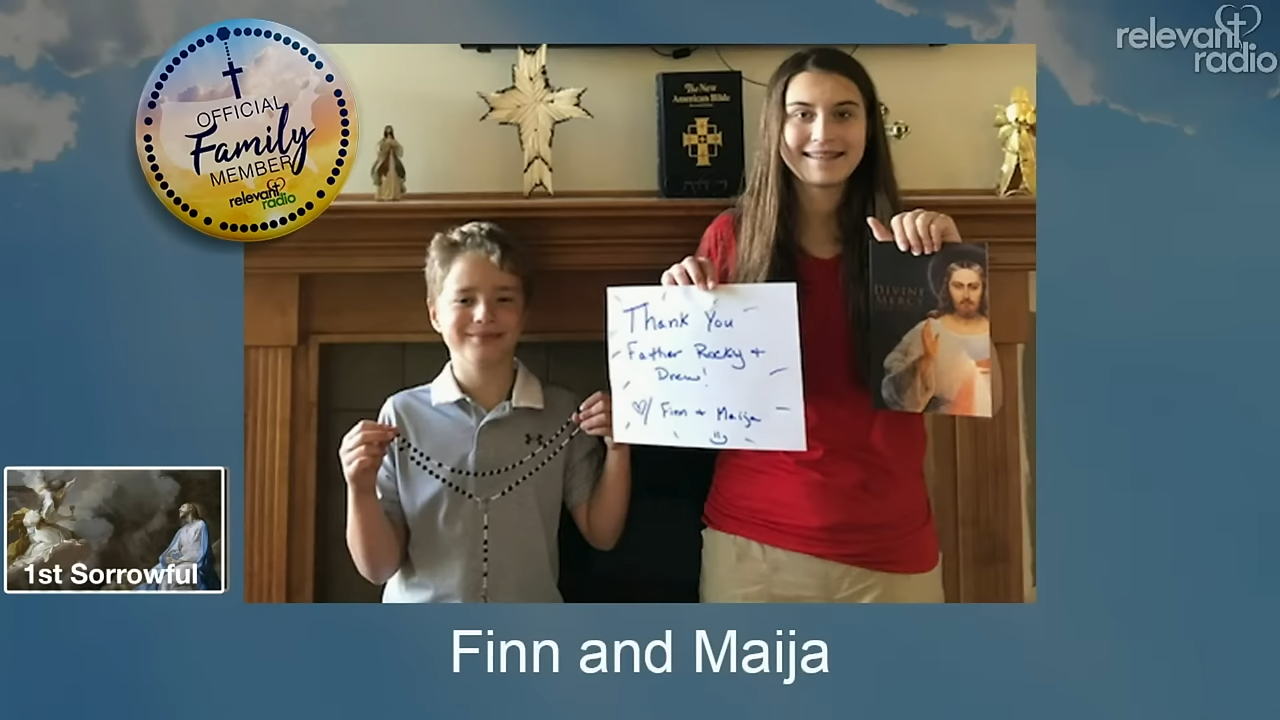 OFFICIAL
Family
MEMBER
relevant
radio
relevant
radio
The New
American Bible
Thank You
Father Rocky +
Drew!
♡/ Finn + Maija
DIVINE
MERCY
1st Sorrowful
Finn and Maija